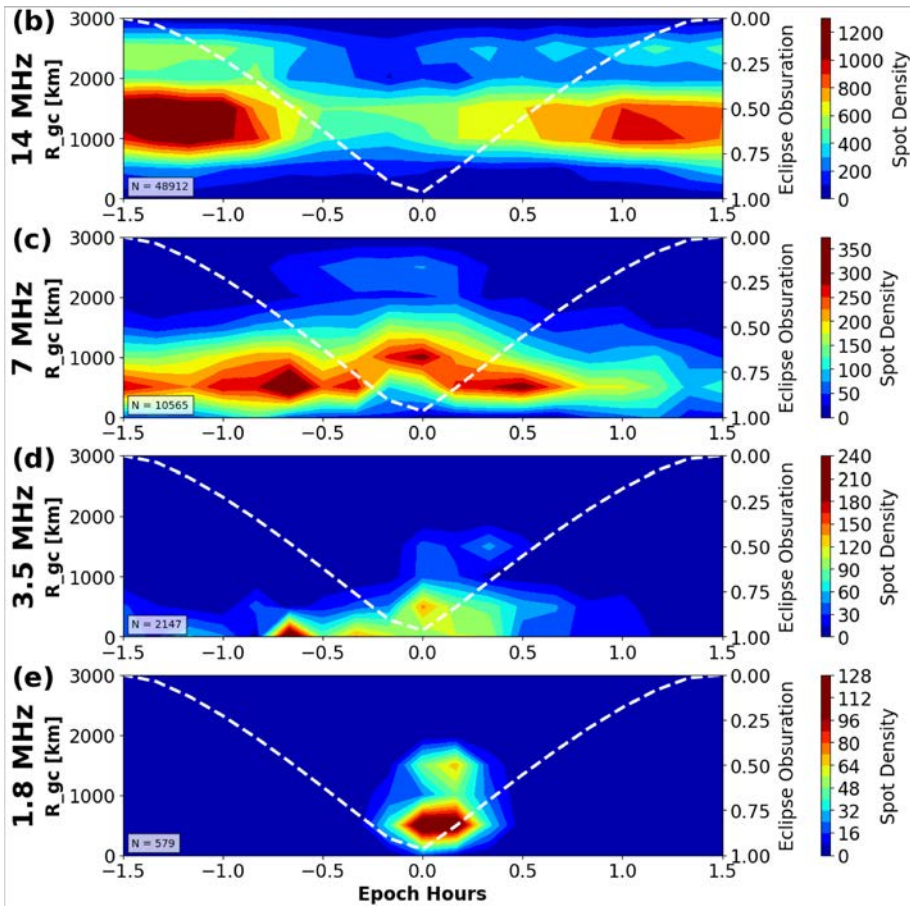 (b)
14 MHz
R_gc [km]
3000
2000
1000
0
N = 48912
-1.5 -1.0 -0.5 0.0 0.5 1.0 1.5
0.00
0.25
0.50
0.75
1.00
Eclipse Obsuration
1200
1000
800
600
400
200
0
Spot Density
(c)
7 MHz
R_gc [km]
3000
2000
1000
0
N = 10565
-1.5 -1.0 -0.5 0.0 0.5 1.0 1.5
0.00
0.25
0.50
0.75
1.00
Eclipse Obsuration
350
300
250
200
150
100
50
0
Spot Density
(d)
3.5 MHz
R_gc [km]
3000
2000
1000
0
N = 2147
-1.5 -1.0 -0.5 0.0 0.5 1.0 1.5
0.00
0.25
0.50
0.75
1.00
Eclipse Obsuration
240
210
180
150
120
90
60
30
0
Spot Density
(e)
1.8 MHz
R_gc [km]
3000
2000
1000
0
N = 579
-1.5 -1.0 -0.5 0.0 0.5 1.0 1.5
Epoch Hours
0.00
0.25
0.50
0.75
1.00
Eclipse Obsuration
128
112
96
80
64
48
32
16
0
Spot Density